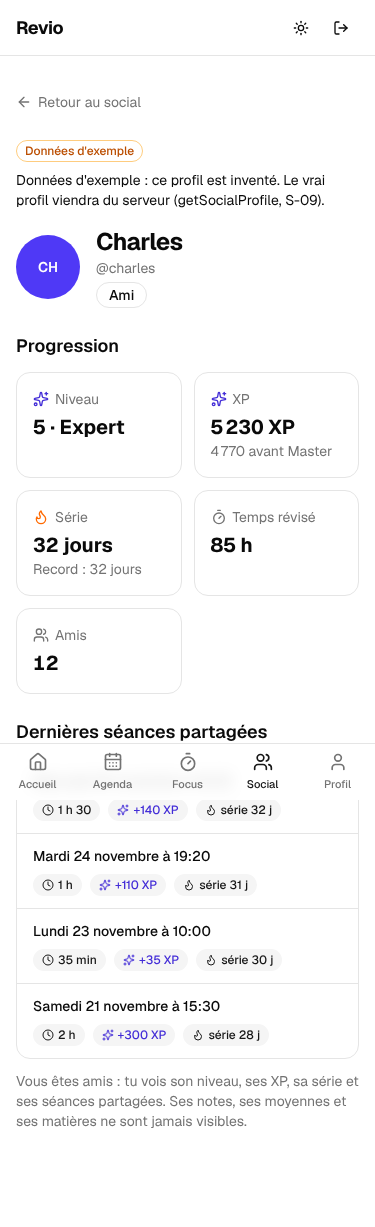 Revio
Retour au social
Données d'exemple
Données d'exemple : ce profil est inventé. Le vrai
profil viendra du serveur (getSocialProfile, S-09).
CH
Charles
@charles
Ami
Progression
Niveau
5 · Expert
XP
5 230 XP
4 770 avant Master
Série
32 jours
Record : 32 jours
Temps révisé
85 h
Amis
12
Dernières séances partagées
Accueil
Agenda
Focus
Social
Profil
1 h 30
+140 XP
série 32 j
Mardi 24 novembre à 19:20
1 h
+110 XP
série 31 j
Lundi 23 novembre à 10:00
35 min
+35 XP
série 30 j
Samedi 21 novembre à 15:30
2 h
+300 XP
série 28 j
Vous êtes amis : tu vois son niveau, ses XP, sa série et
ses séances partagées. Ses notes, ses moyennes et
ses matières ne sont jamais visibles.